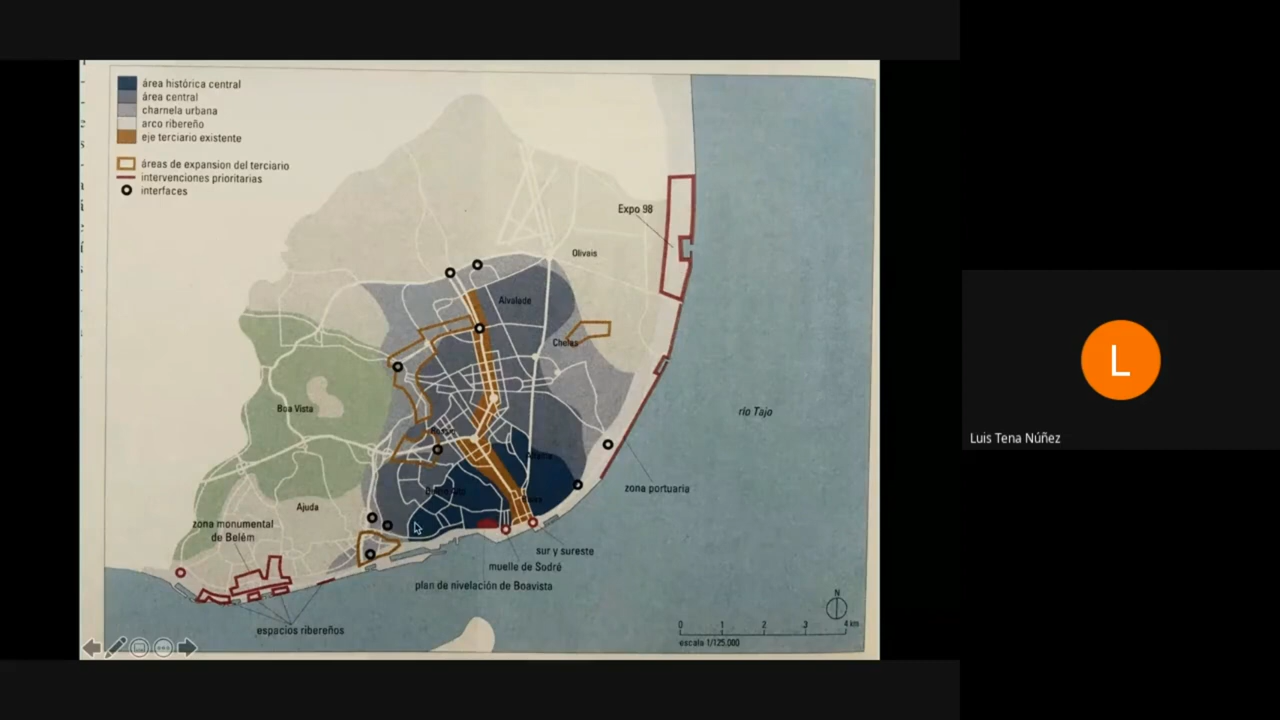 área histórica central
área central
charnela urbana
arco ribereño
eje terciario existente
áreas de expansion del terciario
intervenciones prioritarias
interfaces
Expo 98
Olivais
Alvalade
Chelas
Boa Vista
río Tajo
zona portuaria
Ajuda
zona monumental
de Belém
sur y sureste
muelle de Sodré
plan de nivelación de Boavista
espacios ribereños
N
0 1 2 3 4 km
escala 1/125.000
L
Luis Tena Núñez